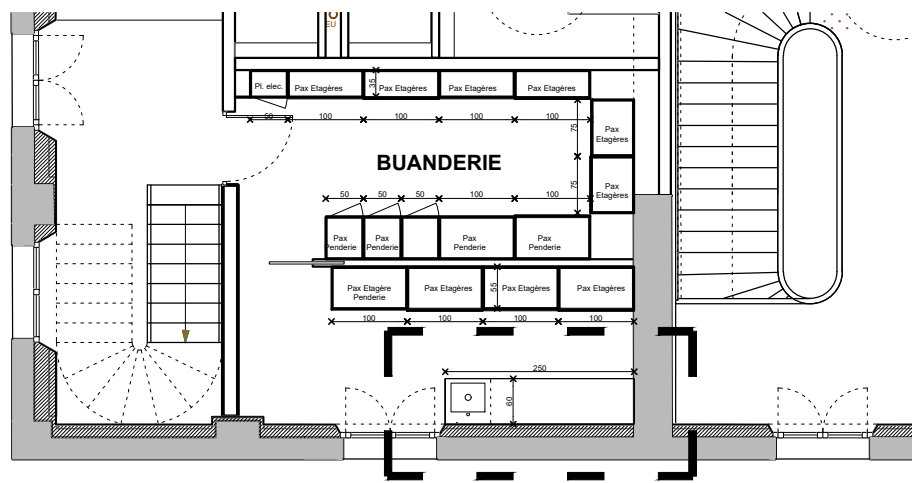 EU
Pl. elec.
Pax Etagères
35
Pax Etagères
Pax Etagères
Pax Etagères
50
100
100
100
100
75
Pax
Etagères
BUANDERIE
75
Pax
Etagères
50
50
50
100
100
Pax
Penderie
Pax
Penderie
Pax
Penderie
Pax
Penderie
Pax Etagère
Penderie
Pax Etagères
55
Pax Etagères
Pax Etagères
100
100
100
100
250
60